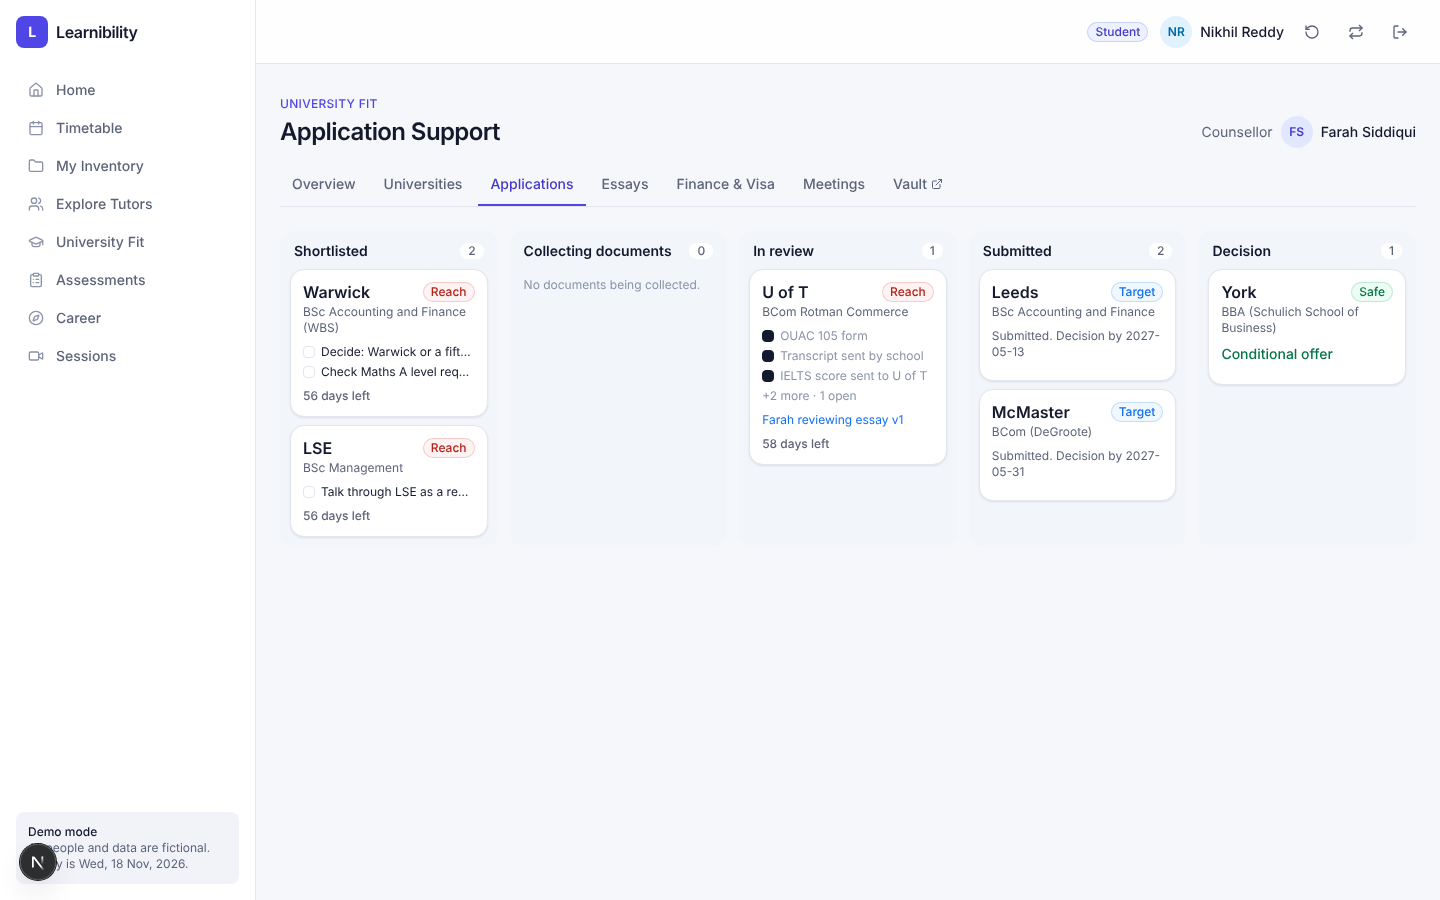 L Learnibility
Home
Timetable
My Inventory
Explore Tutors
University Fit
Assessments
Career
Sessions
Demo mode
people and data are fictional.
is Wed, 18 Nov, 2026.
N
Student NR Nikhil Reddy
UNIVERSITY FIT
Application Support
Counsellor FS Farah Siddiqui
Overview Universities Applications Essays Finance & Visa Meetings Vault
Shortlisted 2
Warwick Reach
BSc Accounting and Finance
(WBS)
Decide: Warwick or a fift...
Check Maths A level req...
56 days left
LSE Reach
BSc Management
Talk through LSE as a re...
56 days left
Collecting documents 0
No documents being collected.
In review 1
U of T Reach
BCom Rotman Commerce
OUAC 105 form
Transcript sent by school
IELTS score sent to U of T
+2 more · 1 open
Farah reviewing essay v1
58 days left
Submitted 2
Leeds Target
BSc Accounting and Finance
Submitted. Decision by 2027-
05-13
McMaster Target
BCom (DeGroote)
Submitted. Decision by 2027-
05-31
Decision 1
York Safe
BBA (Schulich School of
Business)
Conditional offer